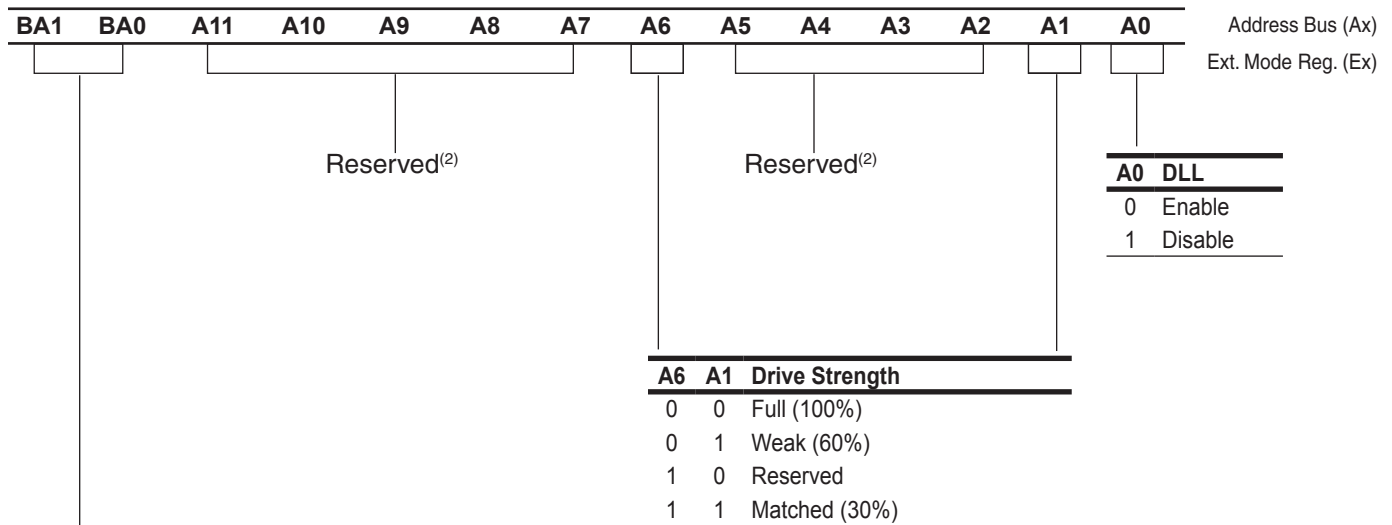 BA1 BA0 A11 A10 A9 A8 A7 A6 A5 A4 A3 A2 A1 A0 Address Bus (Ax)
Ext. Mode Reg. (Ex)
Reserved(2) Reserved(2)
A0 DLL
0 Enable
1 Disable
A6 A1 Drive Strength
0 0 Full (100%)
0 1 Weak (60%)
1 0 Reserved
1 1 Matched (30%)